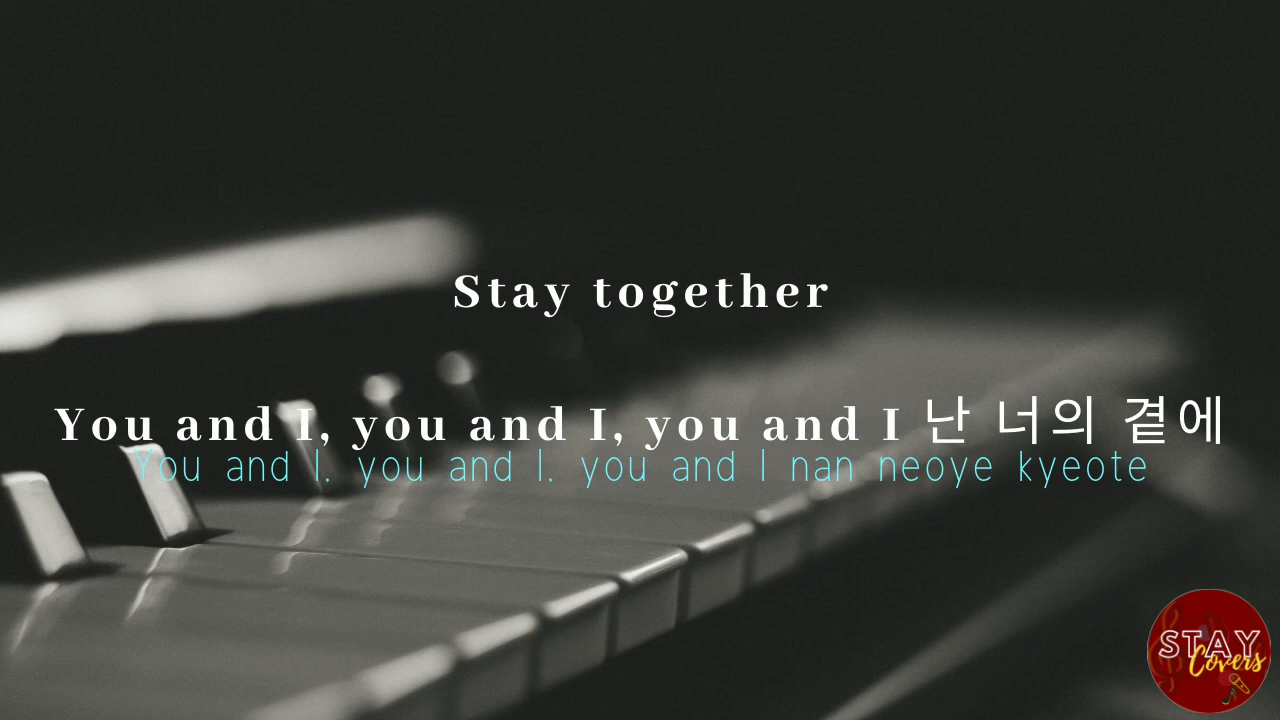 Stay together
You and I, you and I, you and I 난 너의 곁에
You and I. you and I. you and I nan neoye kyeote
STAY
Covers